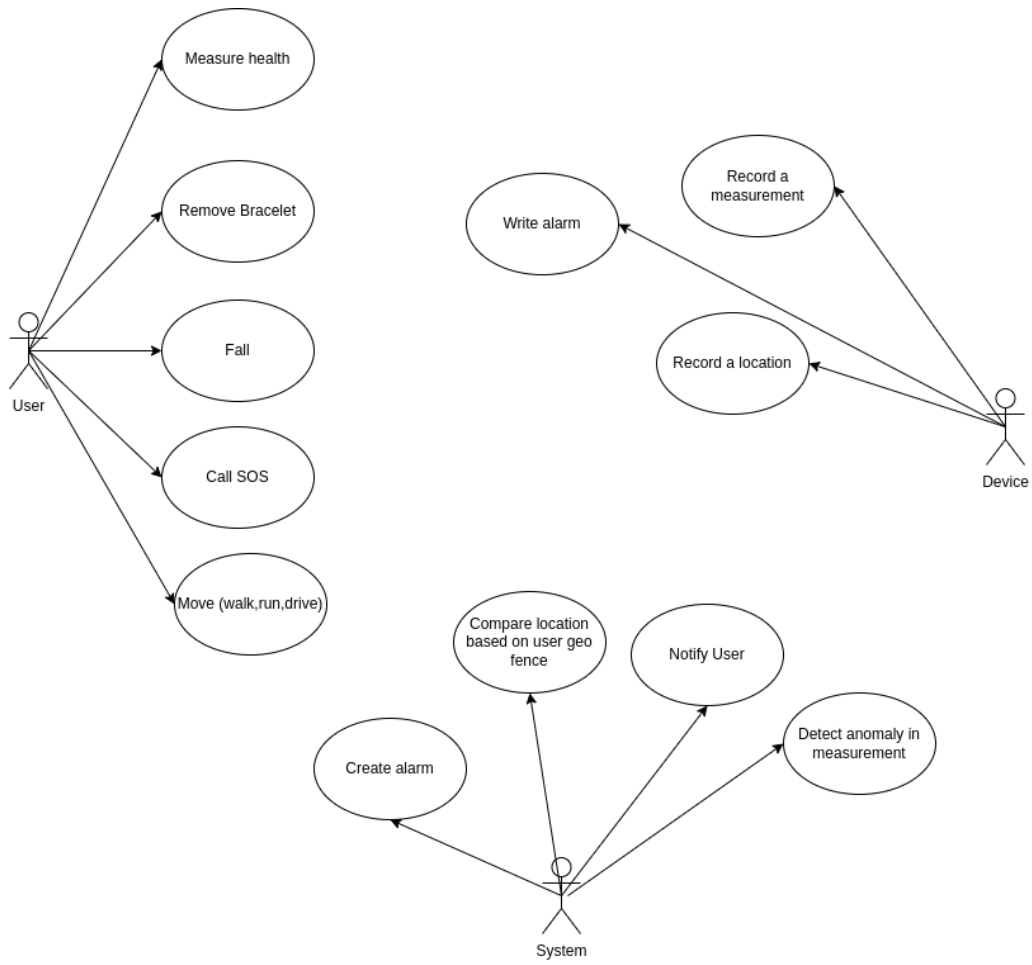 Measure health
Remove Bracelet
Fall
User
Call SOS
Move (walk,run,drive)
Record a
measurement
Write alarm
Record a location
Device
Compare location
based on user geo
fence
Notify User
Detect anomaly in
measurement
Create alarm
System